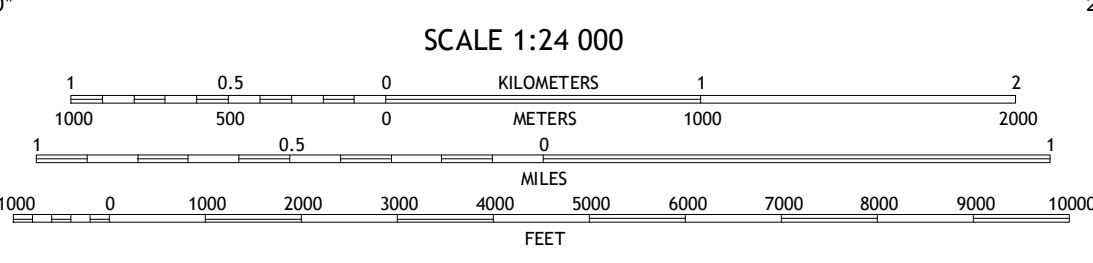 SCALE 1:24 000
1 0.5 0 KILOMETERS 1 2
1000 500 0 METERS 1000 2000
1 0.5 0 1
MILES
1000 0 1000 2000 3000 4000 5000 6000 7000 8000 9000 10000
FEET